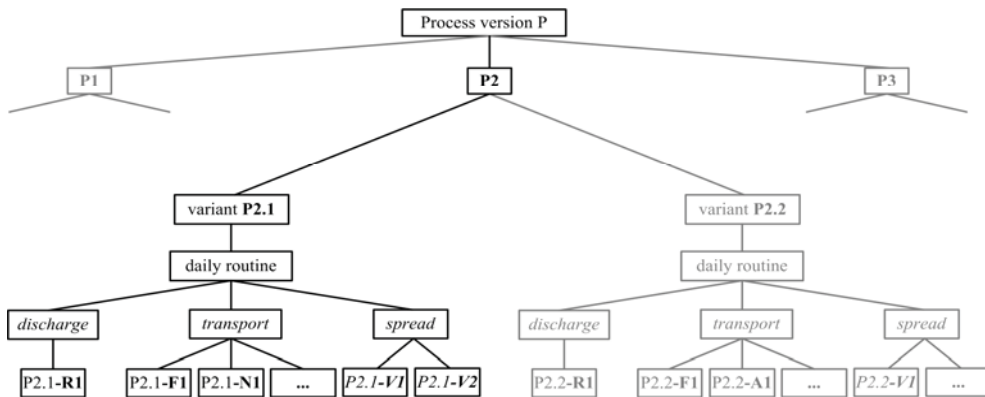 Process version P
P1
P2
P3
variant P2.1
variant P2.2
daily routine
daily routine
discharge
transport
spread
discharge
transport
spread
P2.1-R1
P2.1-F1
P2.1-N1
...
P2.1-V1
P2.1-V2
P2.2-R1
P2.2-F1
P2.2-A1
...
P2.2-V1
...